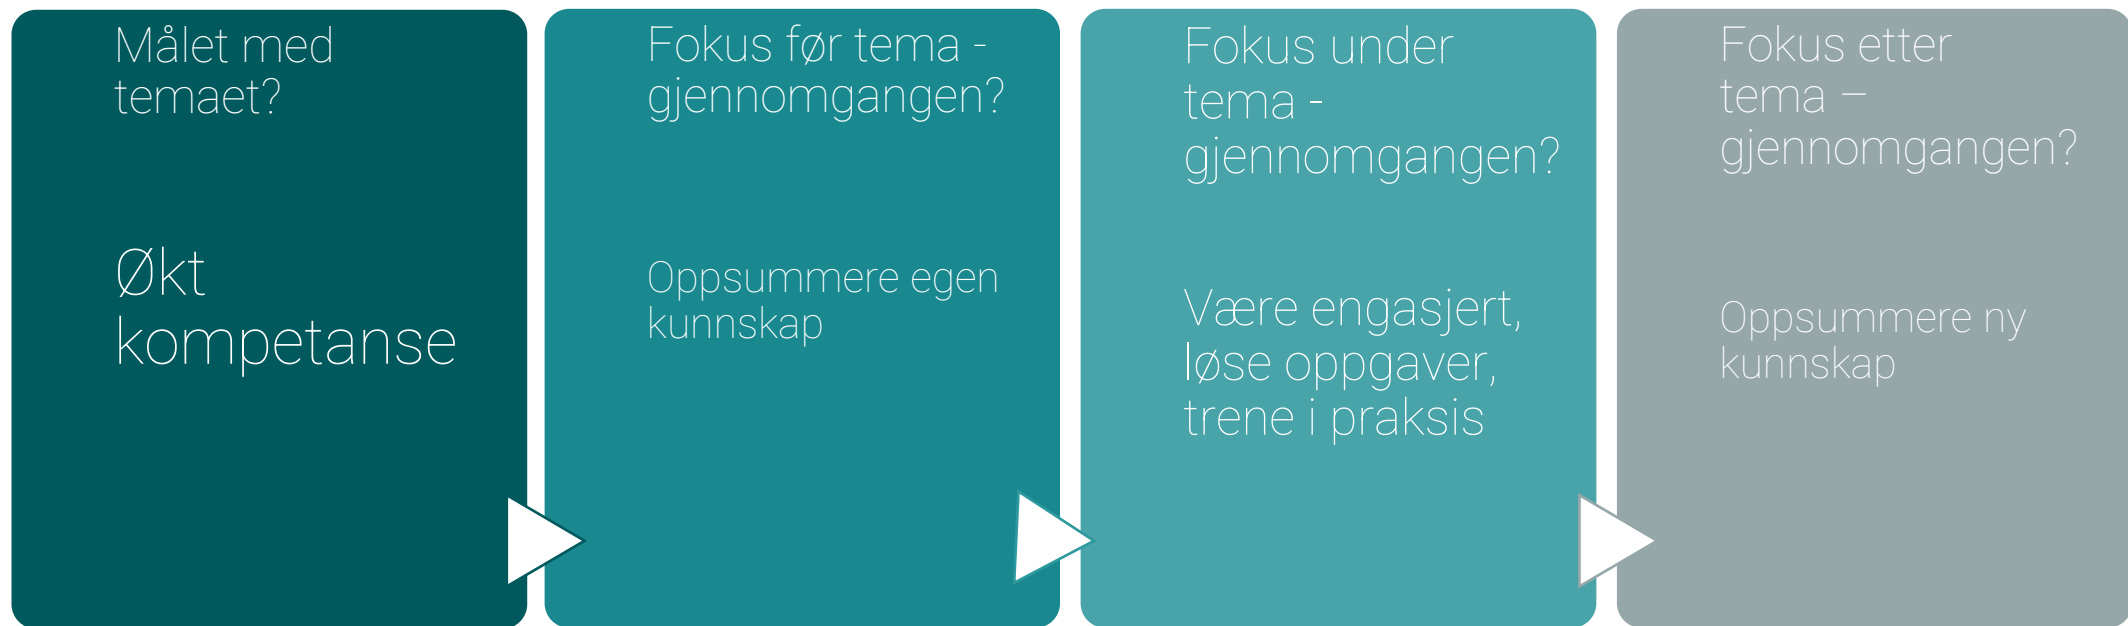 Målet med
temaet?
Økt
kompetanse
Fokus før tema -
gjennomgangen?
Oppsummere egen
kunnskap
Fokus under
tema -
gjennomgangen?
Være engasjert,
løse oppgaver,
trene i praksis
Fokus etter
tema –
gjennomgangen?
Oppsummere ny
kunnskap